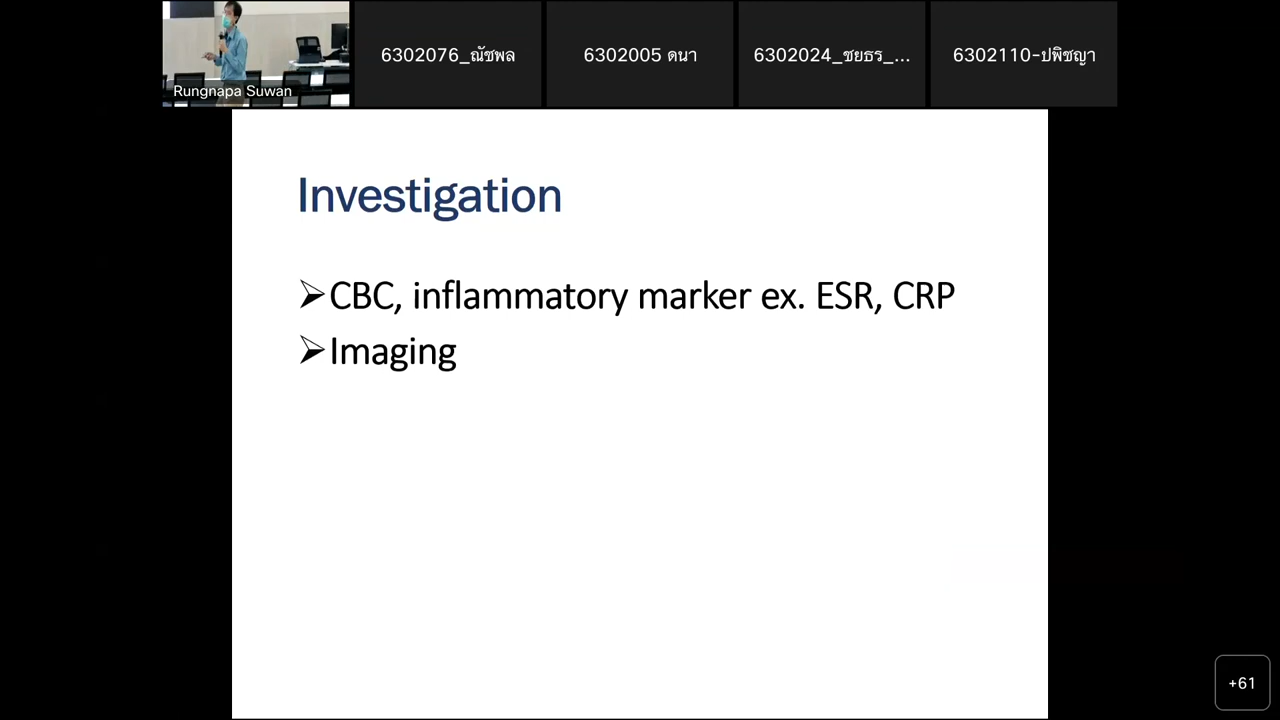 Rungnapa Suwan
6302076_ณัชพล
6302005 ดนา
6302024_ชยธร_...
6302110-ปพิชญา
Investigation
➢CBC, inflammatory marker ex. ESR, CRP
➢Imaging
+61